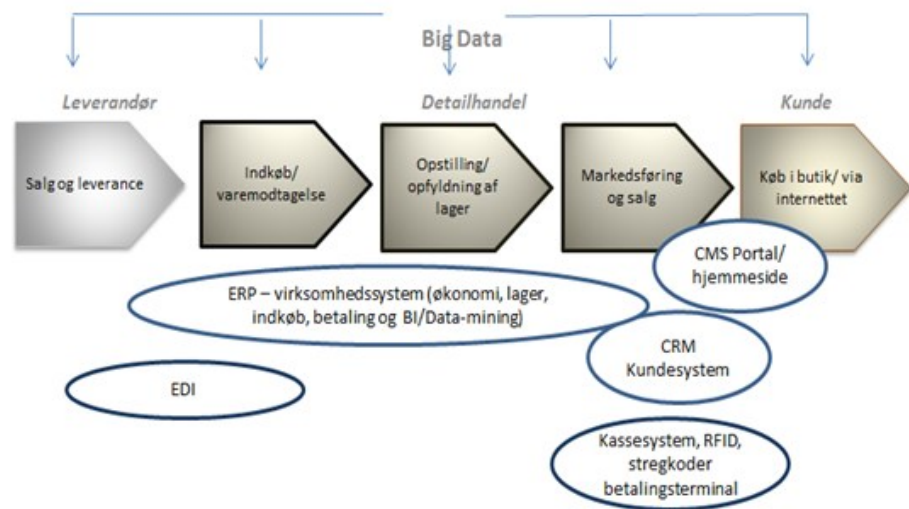 Big Data
Leverandør
Detailhandel
Kunde
Salg og leverance
Indkøb/
varemodtagelse
Opstilling/
opfyldning af
lager
Markedsføring
og salg
Køb i butik/ via
internettet
CMS Portal/
hjemmeside
ERP – virksomhedssystem (økonomi, lager,
indkøb, betaling og BI/Data-mining)
CRM
Kundesystem
EDI
Kassesystem, RFID,
stregkoder
betalingsterminal